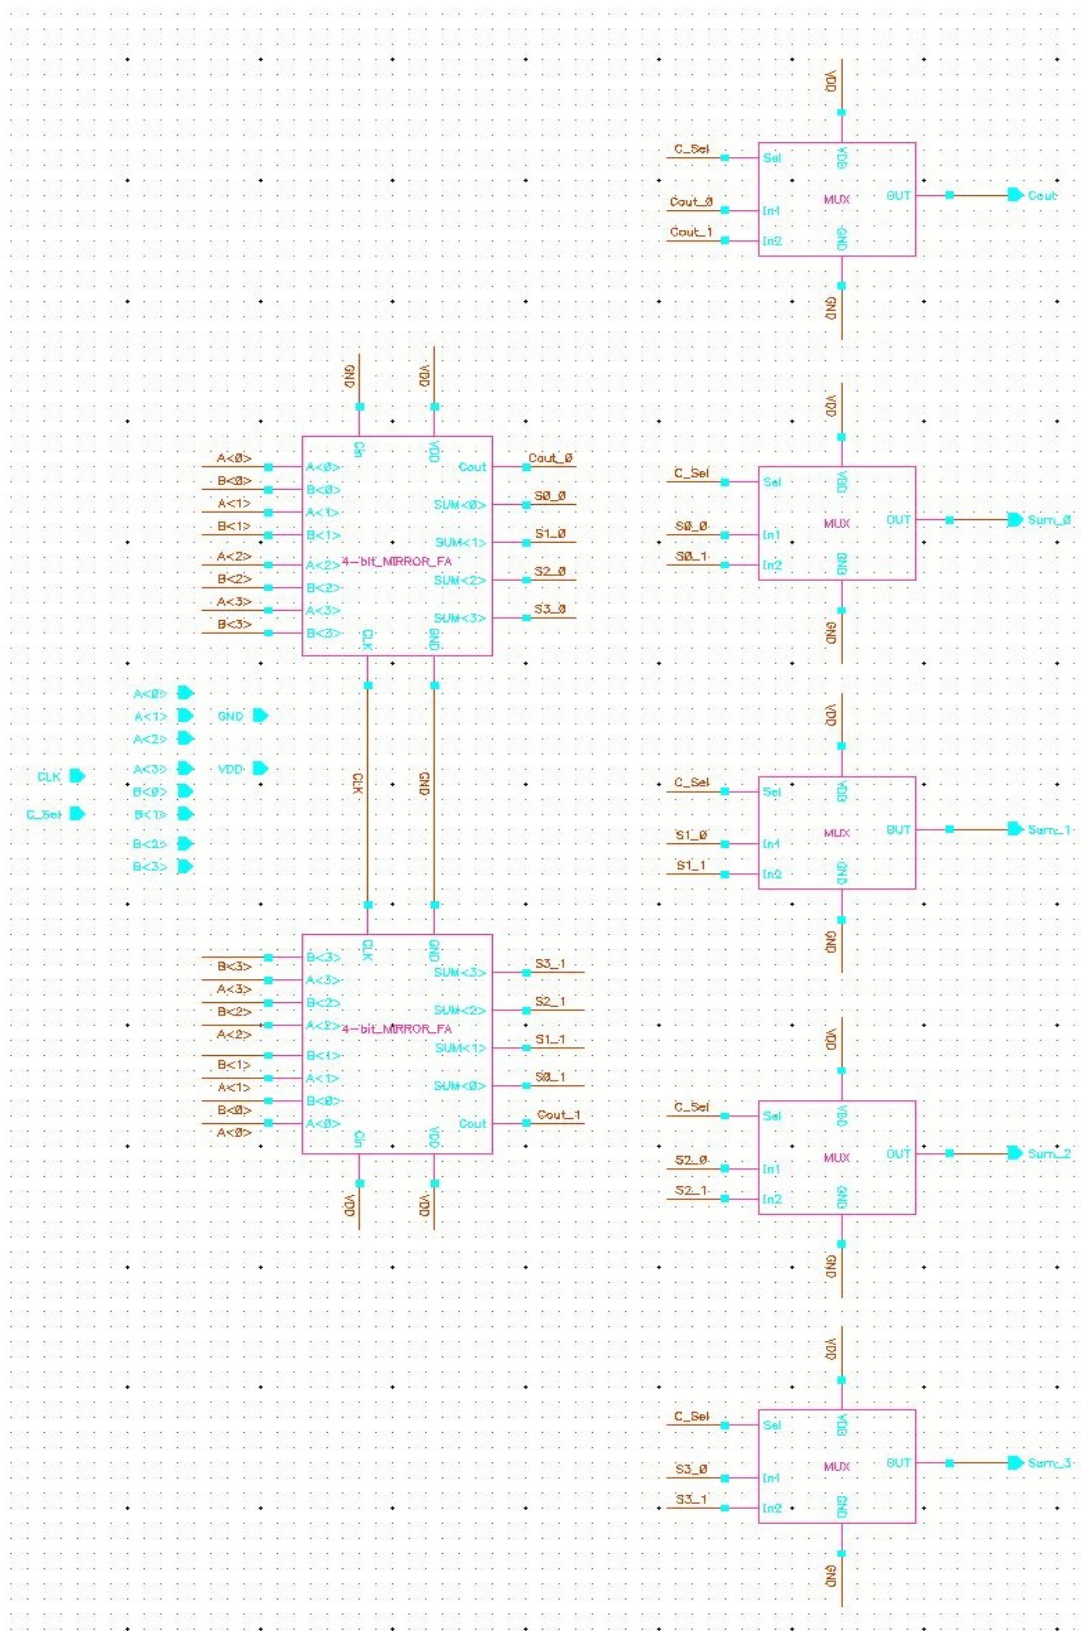 VDD
C_Sel
Sel
VDD
MUX
OUT
Cout
Cout_0
In1
Cout_1
In2
GND
GND
GND
VDD
Cin
VDD
A<0>
A<0>
B<0>
B<0>
A<1>
A<1>
B<1>
B<1>
A<2>
A<2>
4-bit_MIRROR_FA
B<2>
B<2>
A<3>
A<3>
B<3>
B<3>
CLK
GND
Cout
Cout_0
SUM<0>
S0_0
SUM<1>
S1_0
SUM<2>
S2_0
SUM<3>
S3_0
VDD
C_Sel
Sel
VDD
MUX
OUT
Sum_0
S0_0
In1
S0_1
In2
GND
GND
A<0>
A<1>
GND
A<2>
A<3>
VDD
CLK
B<0>
C_Sel
B<1>
B<2>
B<3>
CLK
GND
VDD
C_Sel
Sel
VDD
MUX
OUT
Sum_1
S1_0
In1
S1_1
In2
GND
GND
CLK
GND
B<3>
B<3>
A<3>
A<3>
B<2>
B<2>
A<2>
A<2>
4-bit_MIRROR_FA
B<1>
B<1>
A<1>
A<1>
B<0>
B<0>
A<0>
A<0>
Cin
VDD
VDD
VDD
SUM<3>
S3_1
SUM<2>
S2_1
SUM<1>
S1_1
SUM<0>
S0_1
Cout
Cout_1
VDD
C_Sel
Sel
VDD
MUX
OUT
Sum_2
S2_0
In1
S2_1
In2
GND
GND
VDD
C_Sel
Sel
VDD
MUX
OUT
Sum_3
S3_0
In1
S3_1
In2
GND
GND